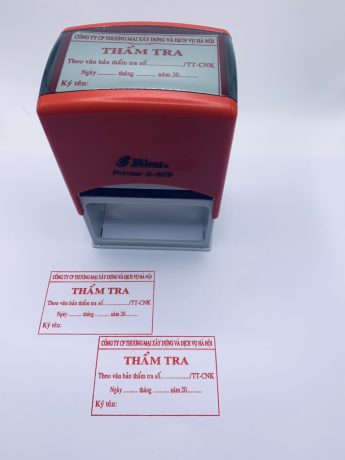 CÔNG TY CP THƯƠNG MẠI XÂY DỰNG VÀ DỊCH VỤ HÀ NỘI
THẨM TRA
Theo văn bản thẩm tra số............../TT-CNK
Ngày ........... tháng ........... năm 20...........
Ký tên:
Shiny
Printer S-829
CÔNG TY CP THƯƠNG MẠI XÂY DỰNG VÀ DỊCH VỤ HÀ NỘI
THẨM TRA
Theo văn bản thẩm tra số............../TT-CNK
Ngày ........... tháng ........... năm 20...........
Ký tên:
CÔNG TY CP THƯƠNG MẠI XÂY DỰNG VÀ DỊCH VỤ HÀ NỘI
THẨM TRA
Theo văn bản thẩm tra số............../TT-CNK
Ngày ........... tháng ........... năm 20...........
Ký tên: